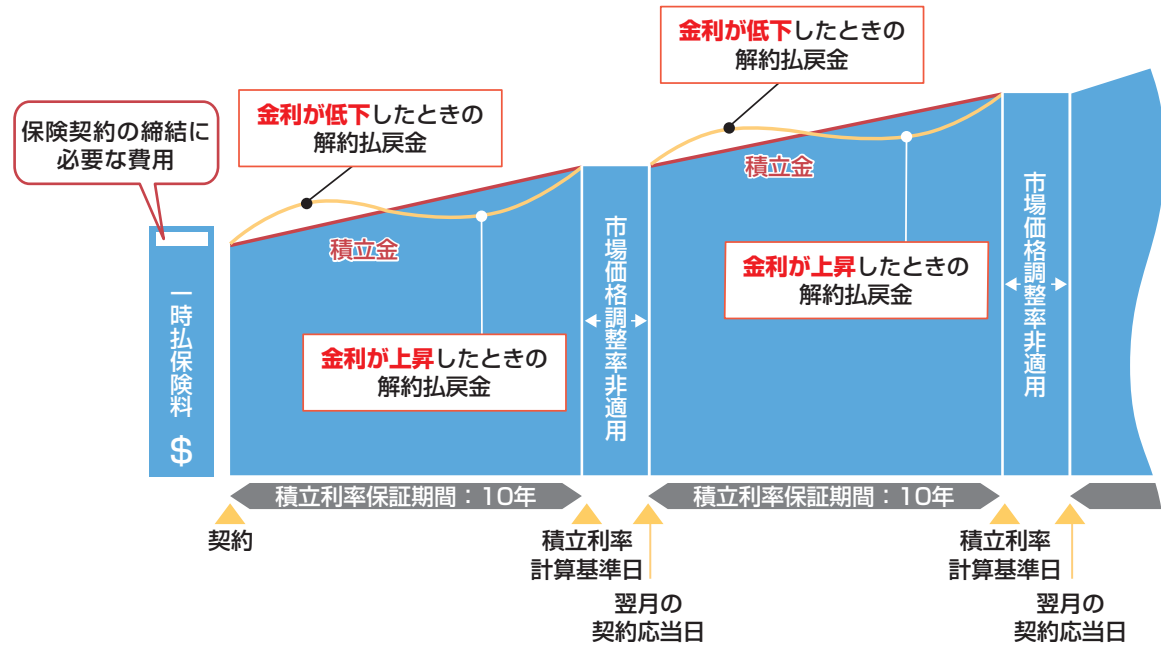 保険契約の締結に
必要な費用
一時払保険料
$
金利が低下したときの
解約払戻金
積立金
金利が上昇したときの
解約払戻金
市場価格調整率非適用
金利が低下したときの
解約払戻金
積立金
金利が上昇したときの
解約払戻金
市場価格調整率非適用
積立利率保証期間：10年
積立利率保証期間：10年
契約
積立利率
計算基準日
翌月の
契約応当日
積立利率
計算基準日
翌月の
契約応当日